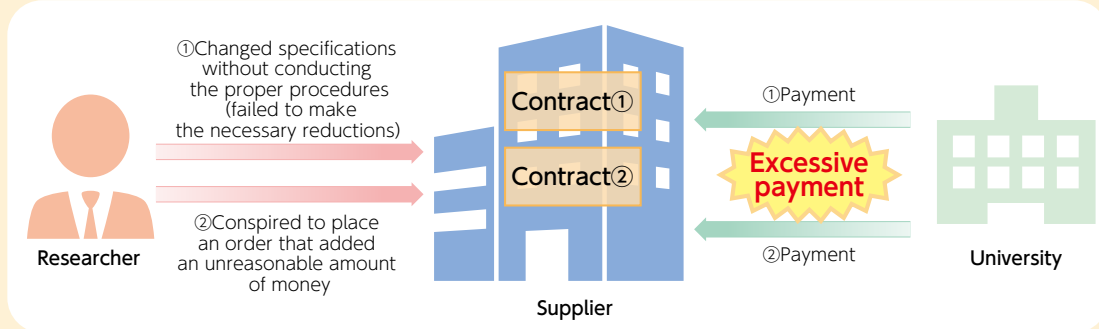 ①Changed specifications
without conducting
the proper procedures
(failed to make
the necessary reductions)
②Conspired to place
an order that added
an unreasonable amount
of money
Researcher
Contract①
Contract②
Supplier
①Payment
Excessive
payment
②Payment
University